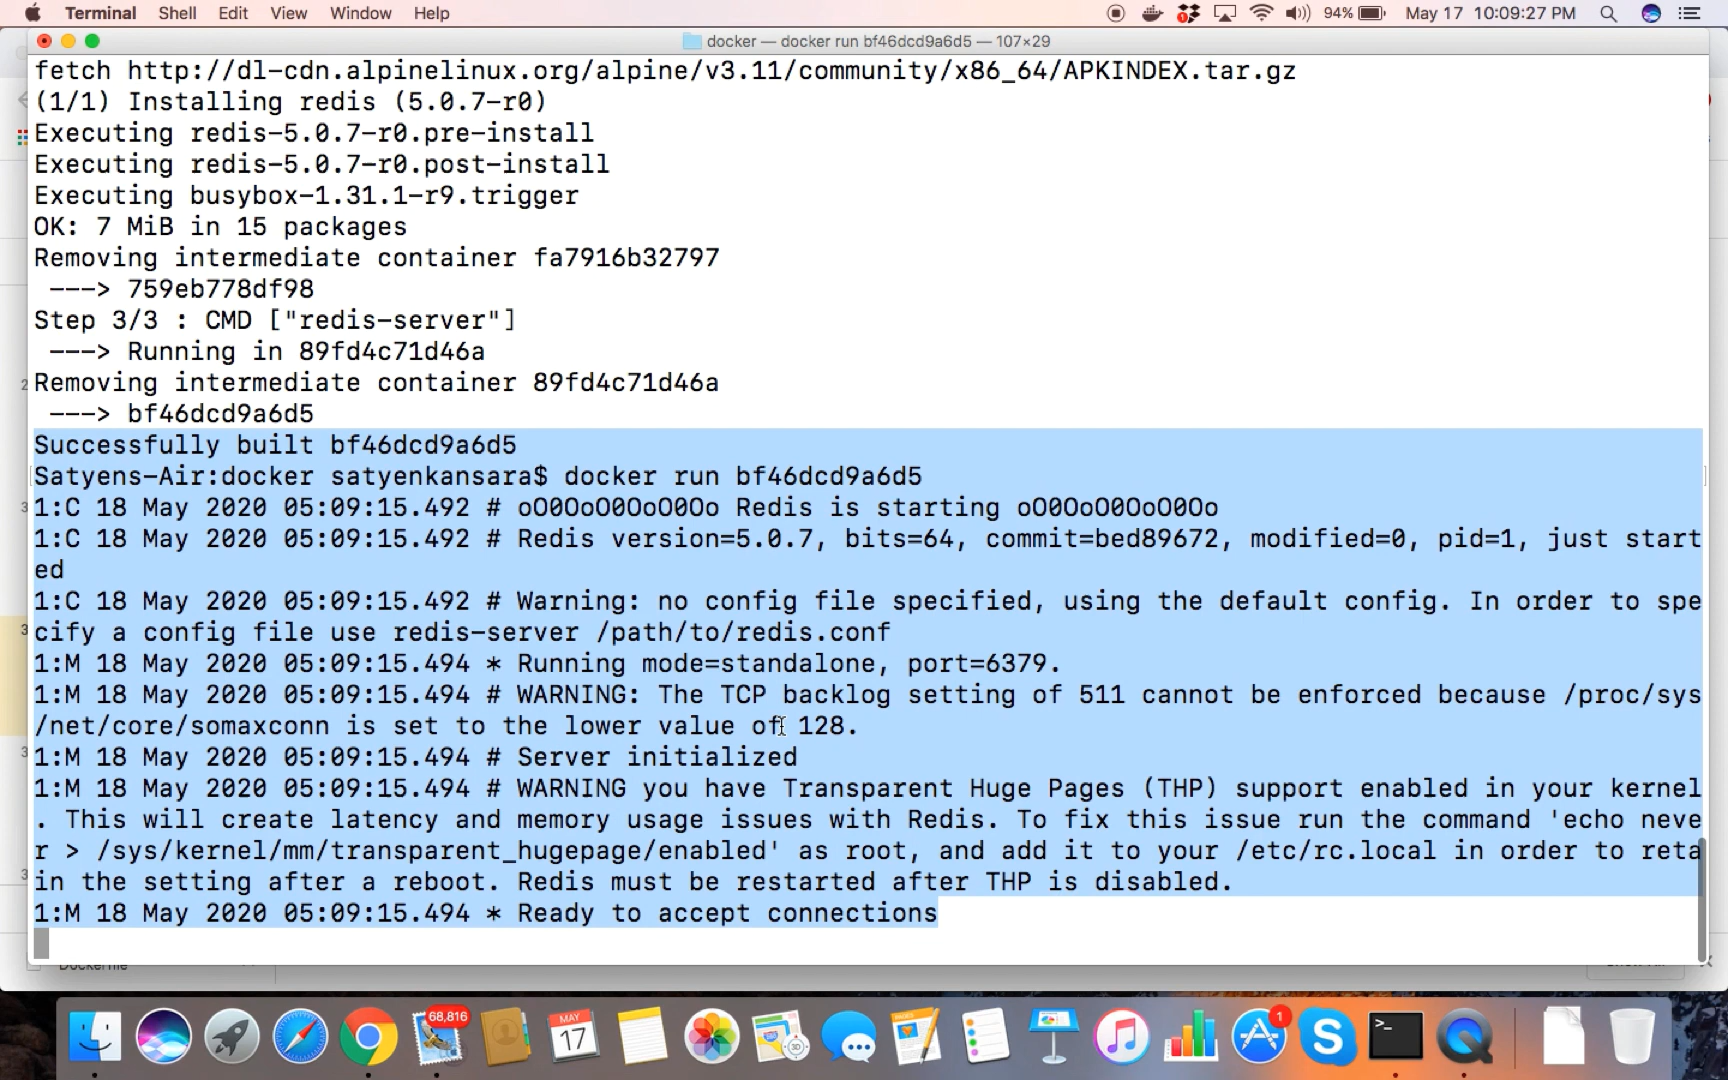 Terminal Shell Edit View Window Help 94% May 17 10:09:27 PM
docker — docker run bf46dcd9a6d5 — 107×29
fetch http://dl-cdn.alpinelinux.org/alpine/v3.11/community/x86_64/APKINDEX.tar.gz
(1/1) Installing redis (5.0.7-r0)
Executing redis-5.0.7-r0.pre-install
Executing redis-5.0.7-r0.post-install
Executing busybox-1.31.1-r9.trigger
OK: 7 MiB in 15 packages
Removing intermediate container fa7916b32797
---> 759eb778df98
Step 3/3 : CMD ["redis-server"]
---> Running in 89fd4c71d46a
Removing intermediate container 89fd4c71d46a
---> bf46dcd9a6d5
Successfully built bf46dcd9a6d5
Satyens-Air:docker satyenkansara$ docker run bf46dcd9a6d5
1:C 18 May 2020 05:09:15.492 # oO0OoO0OoO0Oo Redis is starting oO0OoO0OoO0Oo
1:C 18 May 2020 05:09:15.492 # Redis version=5.0.7, bits=64, commit=bed89672, modified=0, pid=1, just start
ed
1:C 18 May 2020 05:09:15.492 # Warning: no config file specified, using the default config. In order to spe
cify a config file use redis-server /path/to/redis.conf
1:M 18 May 2020 05:09:15.494 * Running mode=standalone, port=6379.
1:M 18 May 2020 05:09:15.494 # WARNING: The TCP backlog setting of 511 cannot be enforced because /proc/sys
/net/core/somaxconn is set to the lower value of 128.
1:M 18 May 2020 05:09:15.494 # Server initialized
1:M 18 May 2020 05:09:15.494 # WARNING you have Transparent Huge Pages (THP) support enabled in your kernel
. This will create latency and memory usage issues with Redis. To fix this issue run the command 'echo neve
r > /sys/kernel/mm/transparent_hugepage/enabled' as root, and add it to your /etc/rc.local in order to reta
in the setting after a reboot. Redis must be restarted after THP is disabled.
1:M 18 May 2020 05:09:15.494 * Ready to accept connections
68,816
MAY
17
1